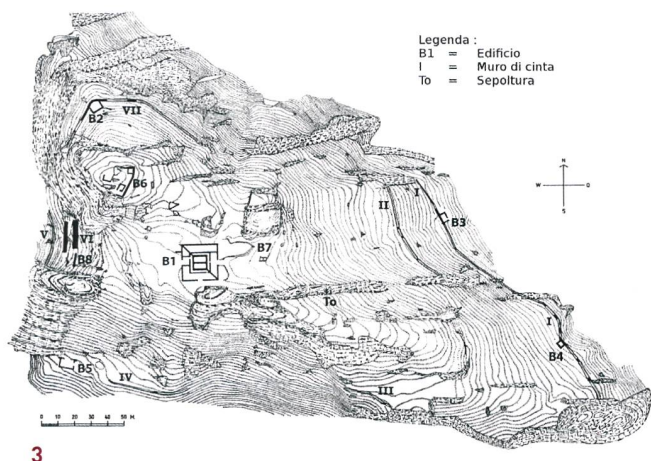 Legenda :
B1 = Edificio
I = Muro di cinta
To = Sepoltura
VII
B2
B6
I
II
B3
N
W O
S
V
VI
B8
B1
B7
To
I
B4
B5
IV
III
0 10 20 30 40 50 M.
3